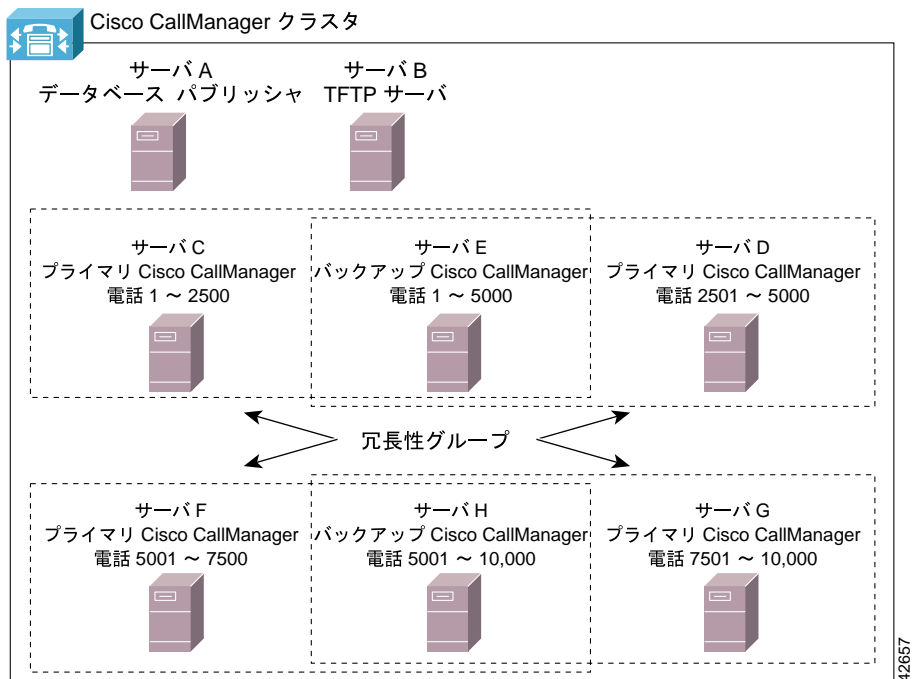 Cisco CallManager クラスタ
サーバ A
データベース パブリッシャ
サーバ B
TFTP サーバ
サーバ C
プライマリ Cisco CallManager
電話 1 ～ 2500
サーバ E
バックアップ Cisco CallManager
電話 1 ～ 5000
サーバ D
プライマリ Cisco CallManager
電話 2501 ～ 5000
冗長性グループ
サーバ F
プライマリ Cisco CallManager
電話 5001 ～ 7500
サーバ H
バックアップ Cisco CallManager
電話 5001 ～ 10,000
サーバ G
プライマリ Cisco CallManager
電話 7501 ～ 10,000
42657